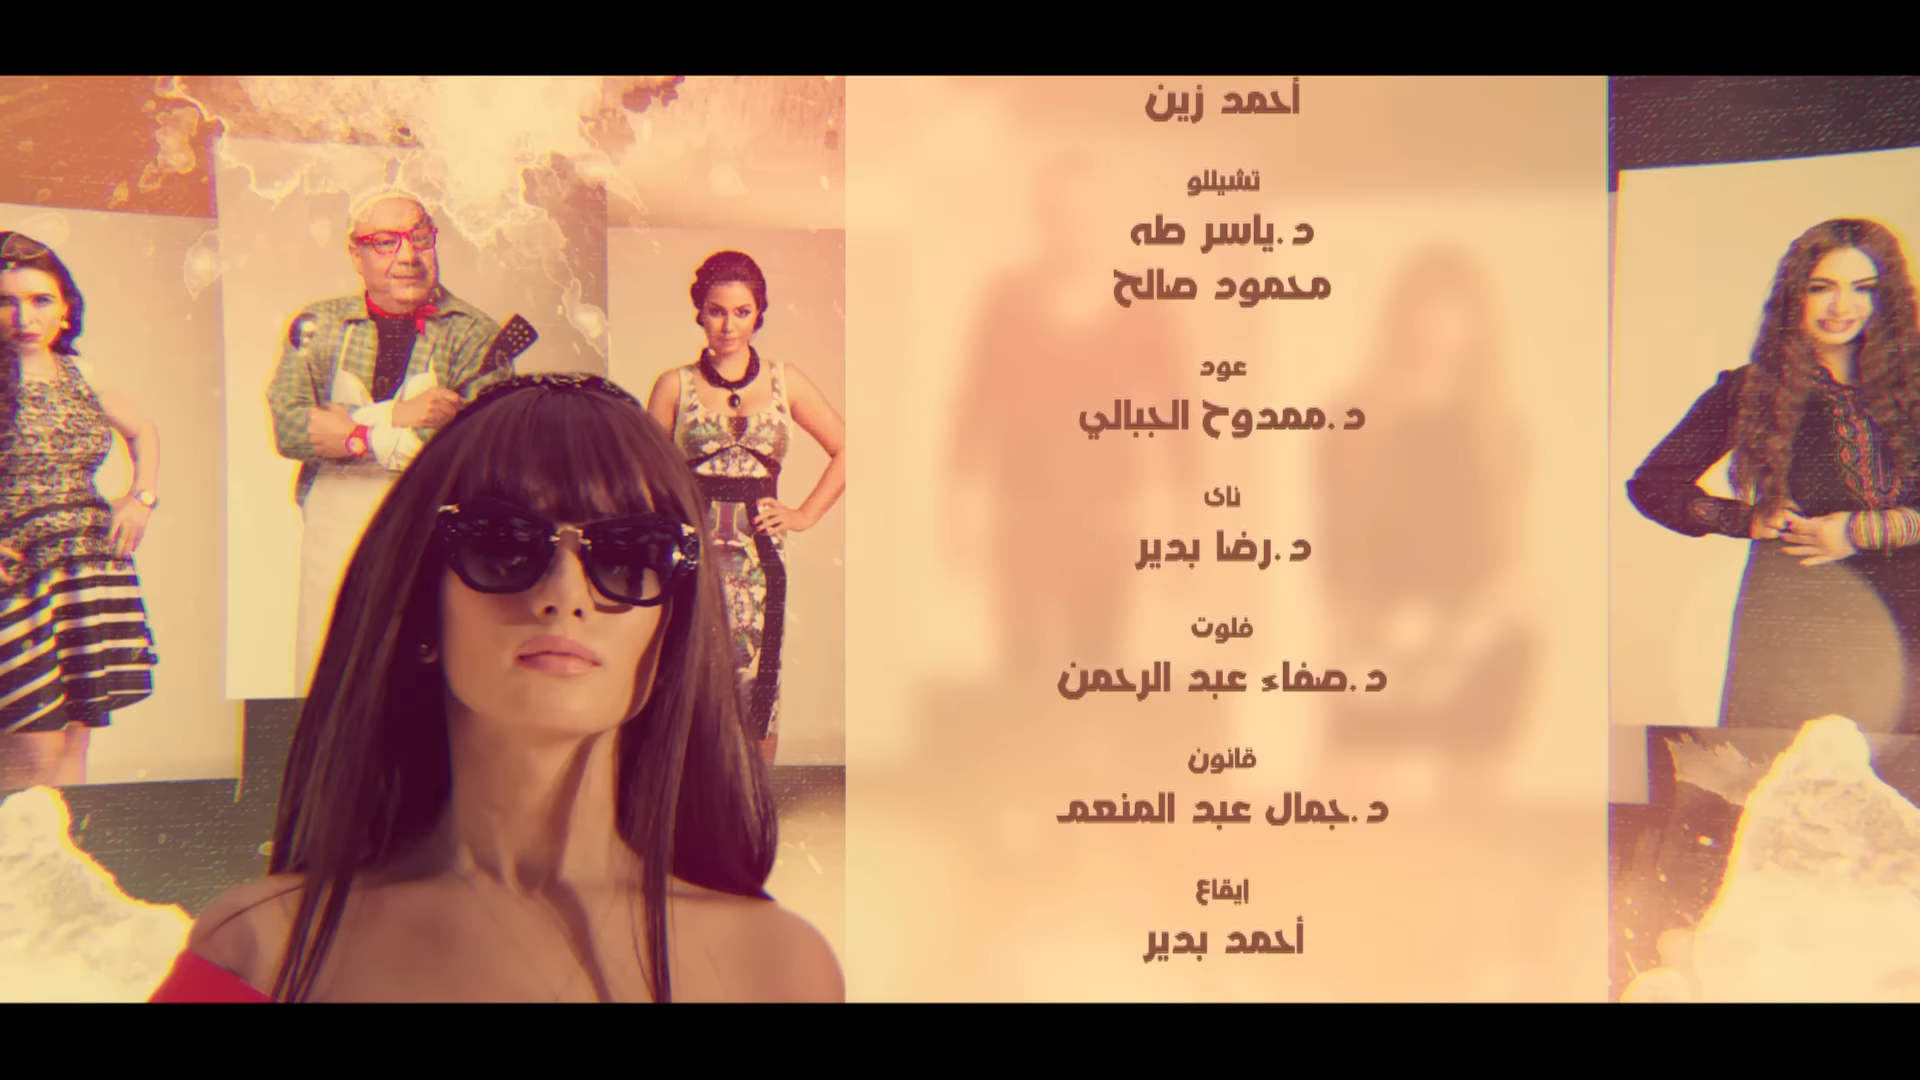 أحمد زين
تشيللو
د.ياسر طه
محمود صالح
عود
د.ممدوح الجبالي
ناى
د.رضا بدير
فلوت
د.صفاء عبد الرحمن
قانون
د.جمال عبد المنعم
إيقاع
أحمد بدير